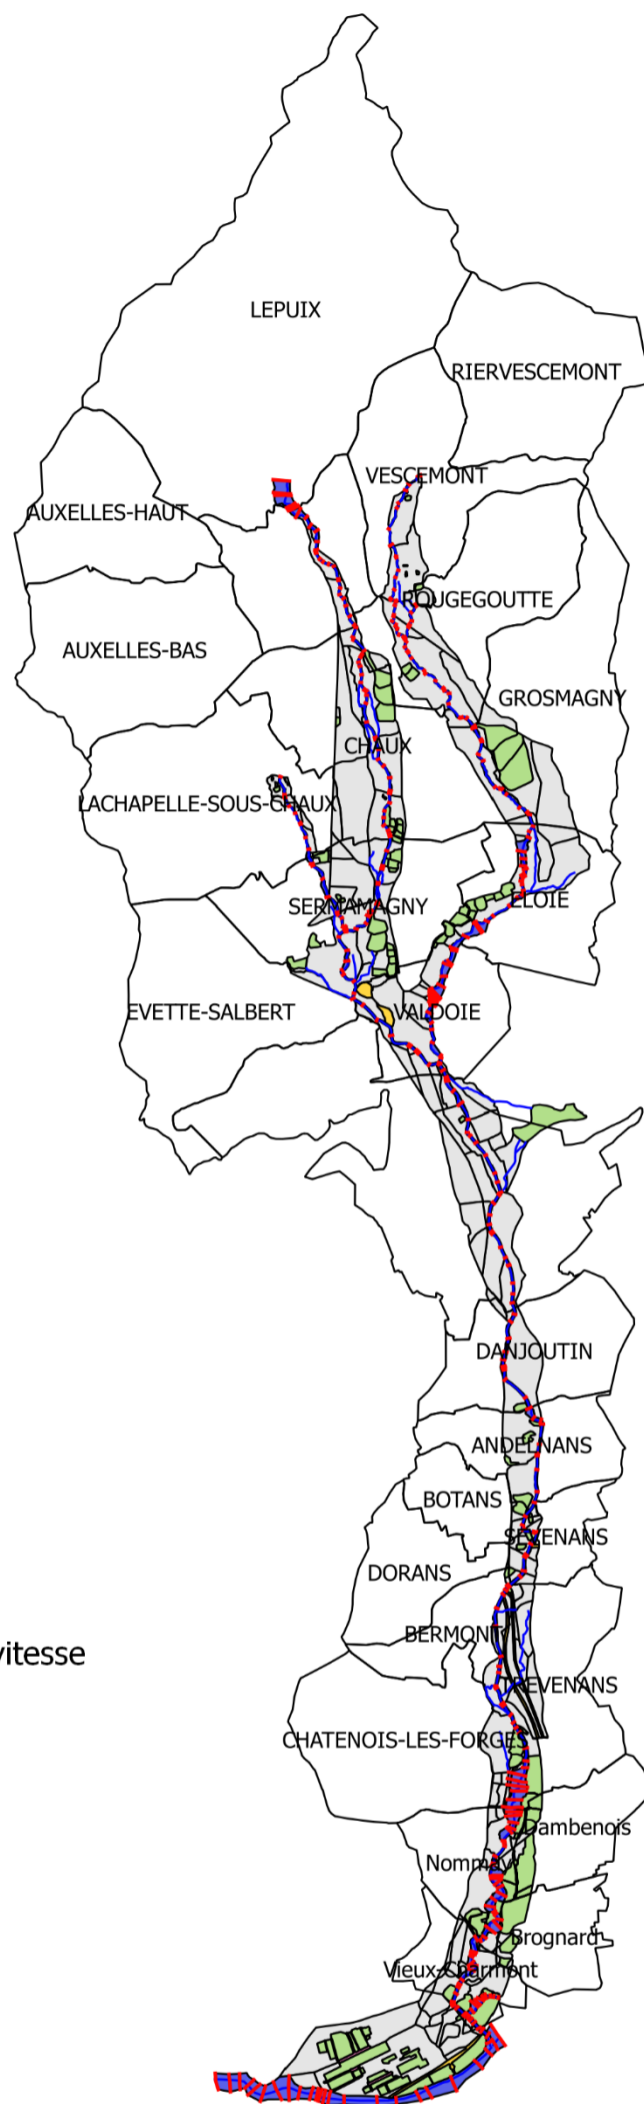 LEPUIX
RIERVESCEMONT
VESCEMONT
AUXELLES-HAUT
ROUGEGOUTTE
AUXELLES-BAS
GROSMAGNY
CHAUX
LACHAPELLE-SOUS-CHAUX
SERMAMAGNY
ELOIE
EVETTE-SALBERT
VALDOIE
DANJOUTIN
ANDELNANS
BOTANS
SEVENANS
DORANS
BERMONT
vitesse
TREVENANS
CHATENOIS-LES-FORGES
Dambenois
Nommay
Brognard
Vieux-Charmont